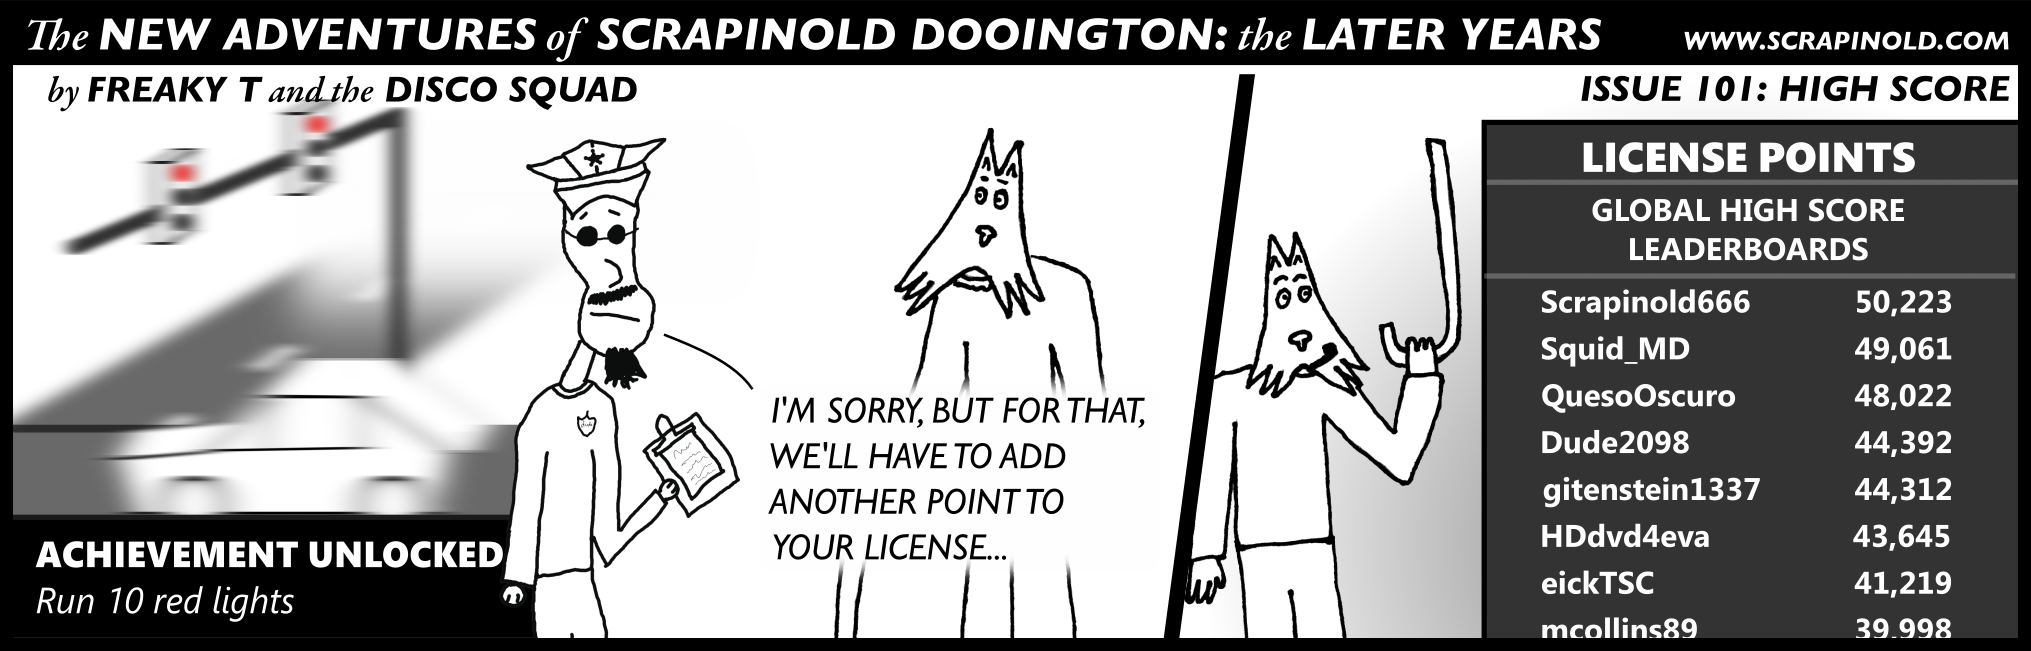 The NEW ADVENTURES of SCRAPINOLD DOOINGTON: the LATER YEARS
WWW.SCRAPINOLD.COM
by FREAKY T and the DISCO SQUAD
ISSUE 101: HIGH SCORE
ACHIEVEMENT UNLOCKED
Run 10 red lights
I'M SORRY, BUT FOR THAT,
WE'LL HAVE TO ADD
ANOTHER POINT TO
YOUR LICENSE...
LICENSE POINTS
GLOBAL HIGH SCORE
LEADERBOARDS
Scrapinold666 50,223
Squid_MD 49,061
QuesoOscuro 48,022
Dude2098 44,392
gitenstein1337 44,312
HDdvd4eva 43,645
eickTSC 41,219
mcollins89 39,998